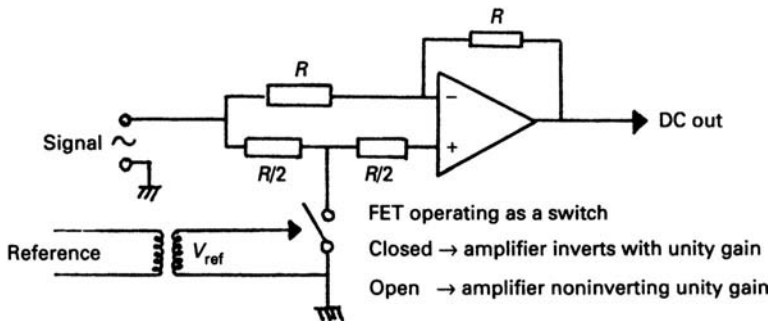 R
R
−
Signal ~
DC out
R/2
R/2
+
FET operating as a switch
Reference
Vref
Closed → amplifier inverts with unity gain
Open → amplifier noninverting unity gain